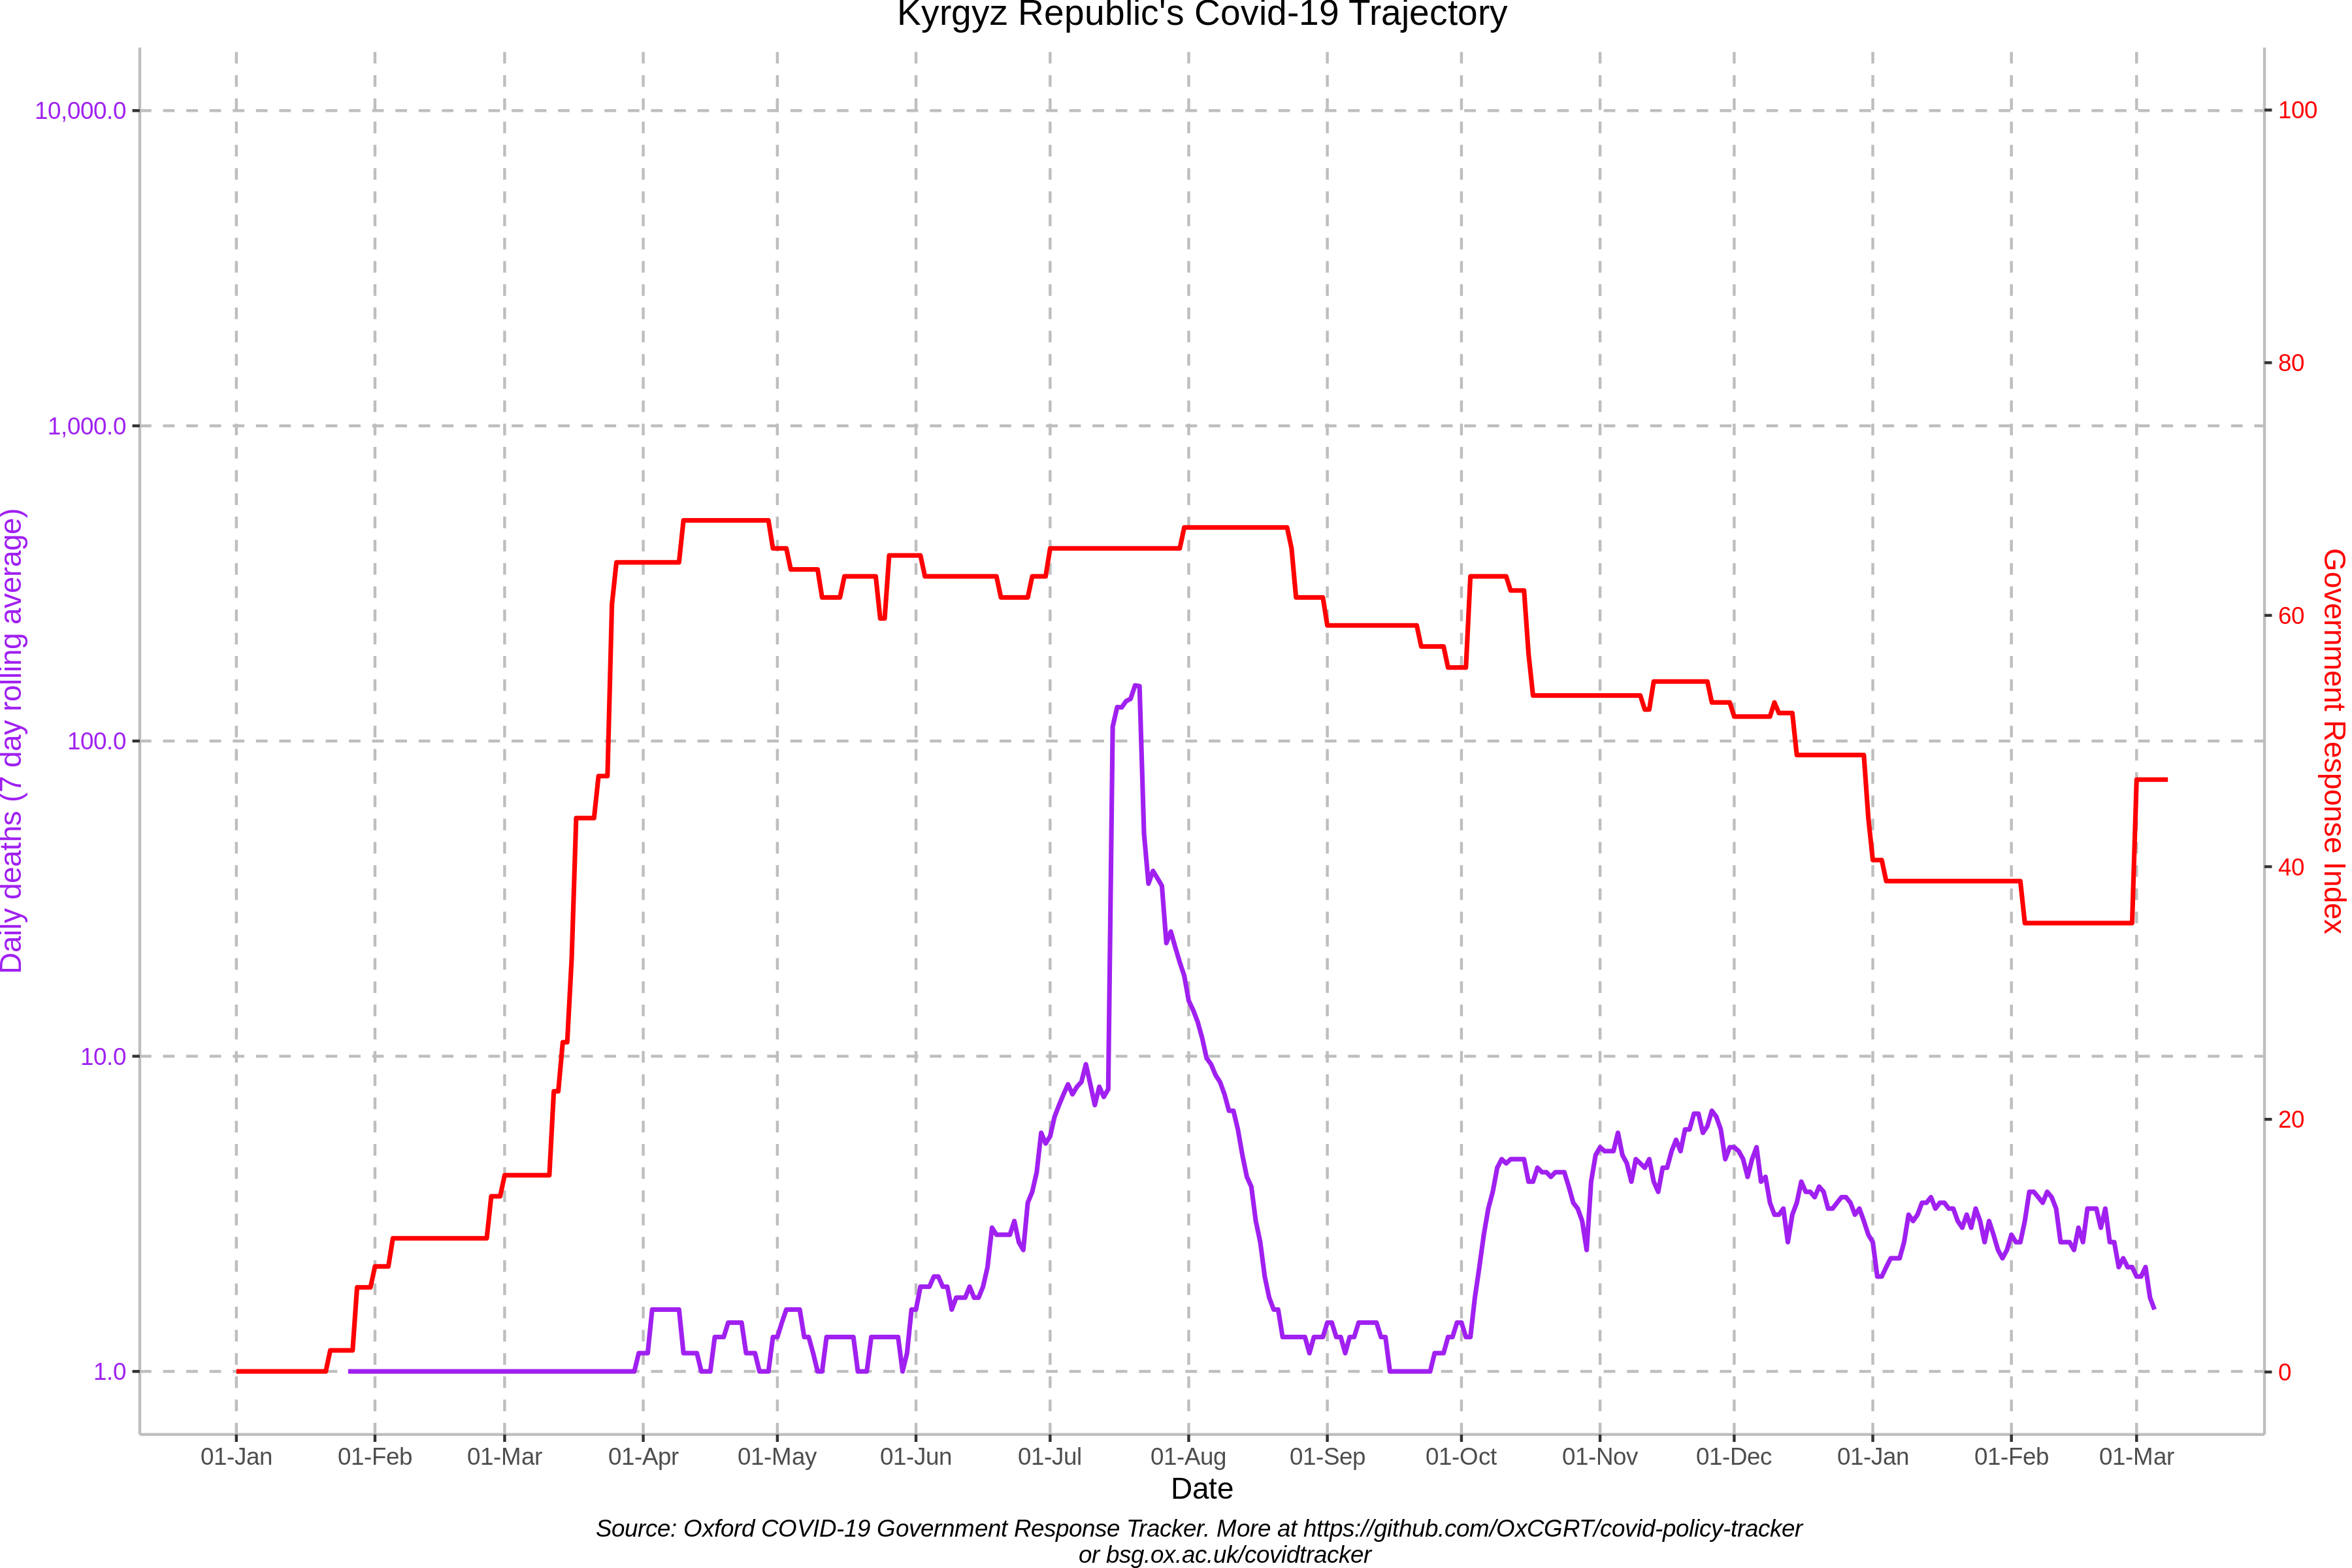 Kyrgyz Republic's Covid-19 Trajectory
10,000.0
1,000.0
100.0
10.0
1.0
Daily deaths (7 day rolling average)
100
80
60
40
20
0
Government Response Index
01-Jan 01-Feb 01-Mar 01-Apr 01-May 01-Jun 01-Jul 01-Aug 01-Sep 01-Oct 01-Nov 01-Dec 01-Jan 01-Feb 01-Mar
Date
Source: Oxford COVID-19 Government Response Tracker. More at https://github.com/OxCGRT/covid-policy-tracker
or bsg.ox.ac.uk/covidtracker